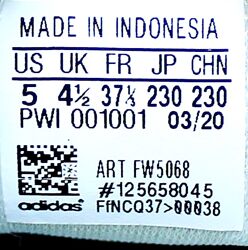 MADE IN INDONESIA
US UK FR JP CHN
5 4½ 37⅓ 230 230
PWI 001001 03/20
ART FW5068
#125658045
adidas FfNCQ37>00038